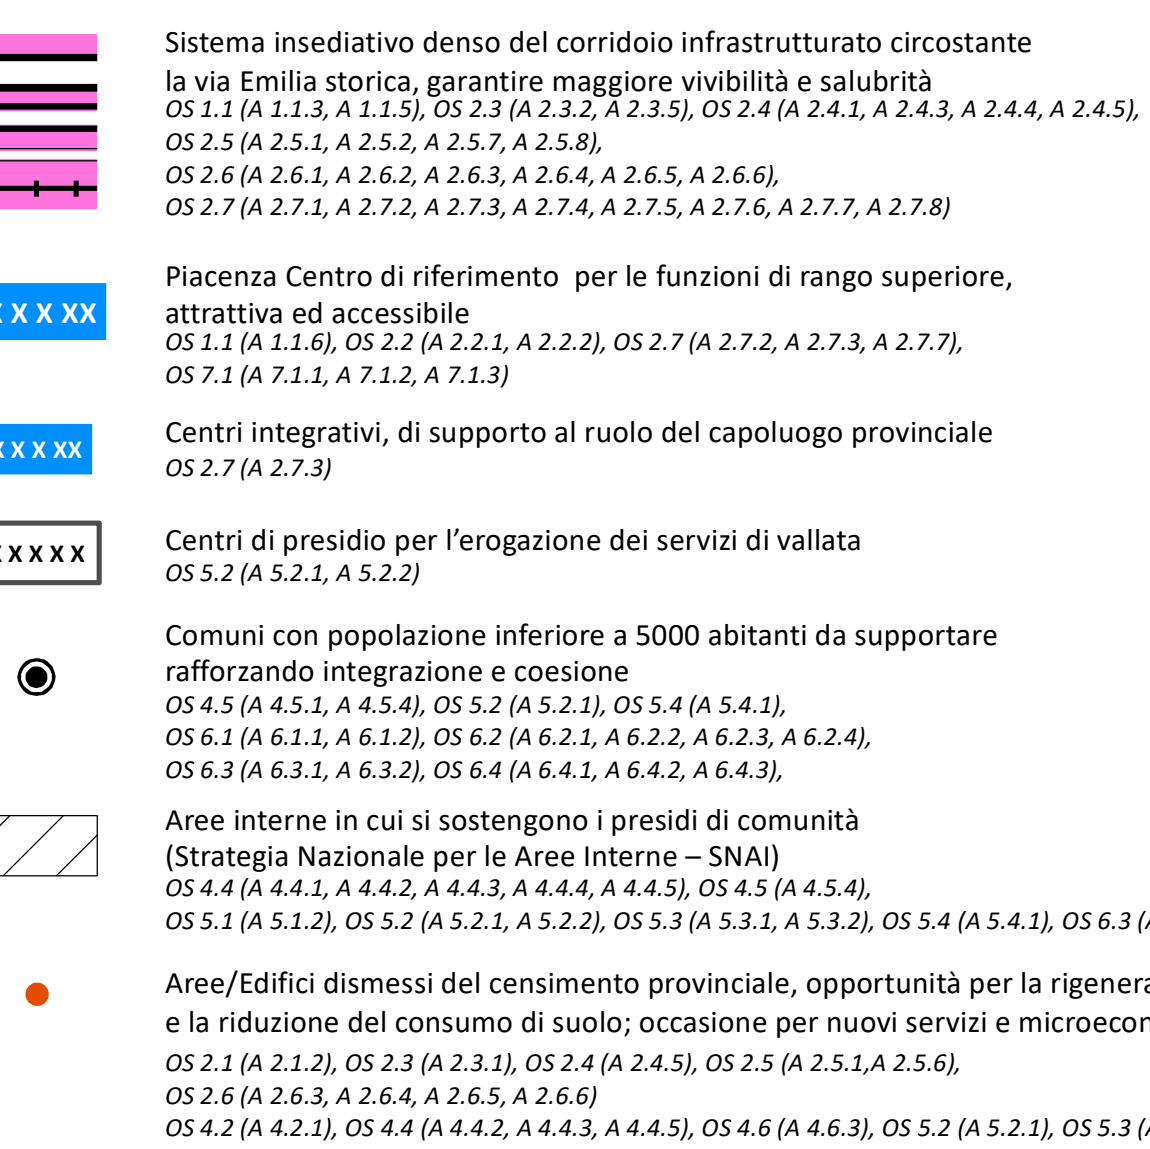 Sistema insediativo denso del corridoio infrastrutturato circostante
la via Emilia storica, garantire maggiore vivibilità e salubrità
OS 1.1 (A 1.1.3, A 1.1.5), OS 2.3 (A 2.3.2, A 2.3.5), OS 2.4 (A 2.4.1, A 2.4.3, A 2.4.4, A 2.4.5),
OS 2.5 (A 2.5.1, A 2.5.2, A 2.5.7, A 2.5.8),
OS 2.6 (A 2.6.1, A 2.6.2, A 2.6.3, A 2.6.4, A 2.6.5, A 2.6.6),
OS 2.7 (A 2.7.1, A 2.7.2, A 2.7.3, A 2.7.4, A 2.7.5, A 2.7.6, A 2.7.7, A 2.7.8)
X X X XX
Piacenza Centro di riferimento per le funzioni di rango superiore,
attrattiva ed accessibile
OS 1.1 (A 1.1.6), OS 2.2 (A 2.2.1, A 2.2.2), OS 2.7 (A 2.7.2, A 2.7.3, A 2.7.7),
OS 7.1 (A 7.1.1, A 7.1.2, A 7.1.3)
X X X XX
Centri integrativi, di supporto al ruolo del capoluogo provinciale
OS 2.7 (A 2.7.3)
X X X X X
Centri di presidio per l'erogazione dei servizi di vallata
OS 5.2 (A 5.2.1, A 5.2.2)
Comuni con popolazione inferiore a 5000 abitanti da supportare
rafforzando integrazione e coesione
OS 4.5 (A 4.5.1, A 4.5.4), OS 5.2 (A 5.2.1), OS 5.4 (A 5.4.1),
OS 6.1 (A 6.1.1, A 6.1.2), OS 6.2 (A 6.2.1, A 6.2.2, A 6.2.3, A 6.2.4),
OS 6.3 (A 6.3.1, A 6.3.2), OS 6.4 (A 6.4.1, A 6.4.2, A 6.4.3),
Aree interne in cui si sostengono i presidi di comunità
(Strategia Nazionale per le Aree Interne – SNAI)
OS 4.4 (A 4.4.1, A 4.4.2, A 4.4.3, A 4.4.4, A 4.4.5), OS 4.5 (A 4.5.4),
OS 5.1 (A 5.1.2), OS 5.2 (A 5.2.1, A 5.2.2), OS 5.3 (A 5.3.1, A 5.3.2), OS 5.4 (A 5.4.1), OS 6.3 (A
Aree/Edifici dismessi del censimento provinciale, opportunità per la rigenera
e la riduzione del consumo di suolo; occasione per nuovi servizi e microecon
OS 2.1 (A 2.1.2), OS 2.3 (A 2.3.1), OS 2.4 (A 2.4.5), OS 2.5 (A 2.5.1,A 2.5.6),
OS 2.6 (A 2.6.3, A 2.6.4, A 2.6.5, A 2.6.6)
OS 4.2 (A 4.2.1), OS 4.4 (A 4.4.2, A 4.4.3, A 4.4.5), OS 4.6 (A 4.6.3), OS 5.2 (A 5.2.1), OS 5.3 (A